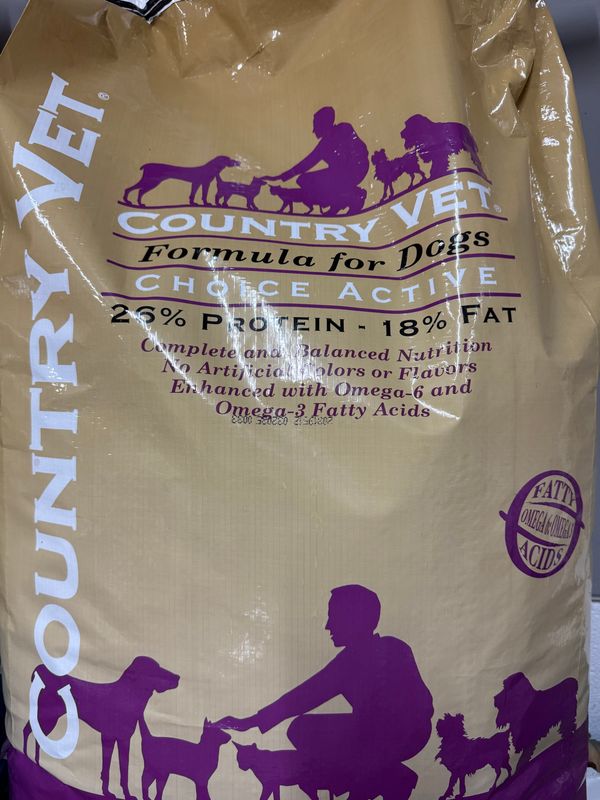 COUNTRY VET®
COUNTRY VET®
Formula for Dogs
CHOICE ACTIVE
26% PROTEIN - 18% FAT
Complete and Balanced Nutrition
No Artificial Colors or Flavors
Enhanced with Omega-6 and
Omega-3 Fatty Acids
FATTY
ACIDS